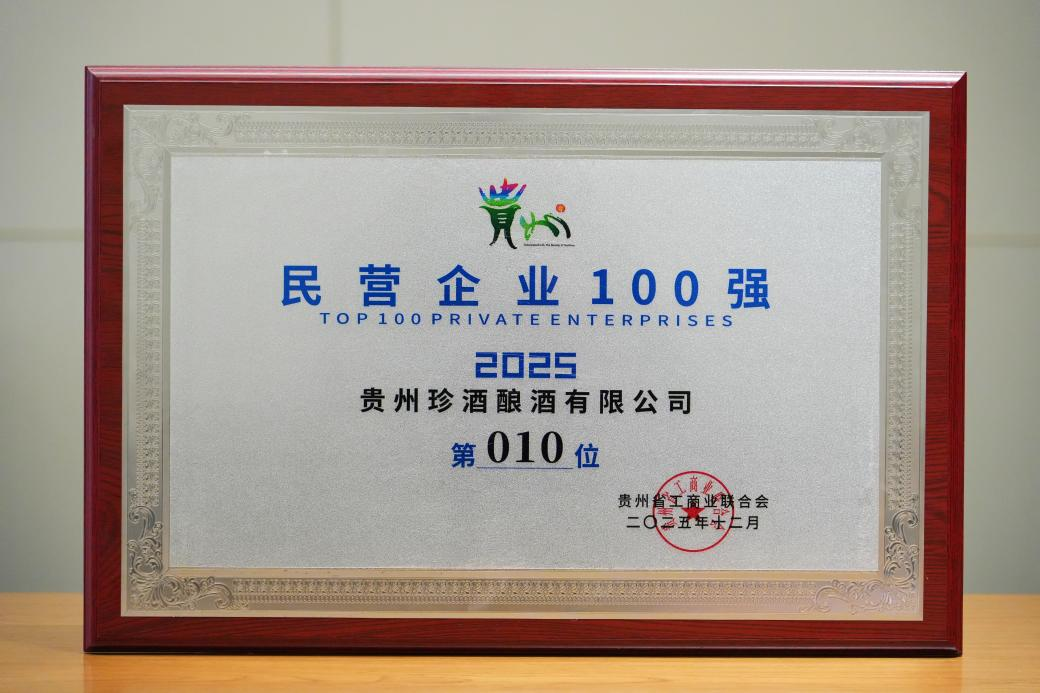 贵州
民营企业100强
TOP 100 PRIVATE ENTERPRISES
2025
贵州珍酒酿酒有限公司
第010位
贵州省工商业联合会
二〇二五年十二月